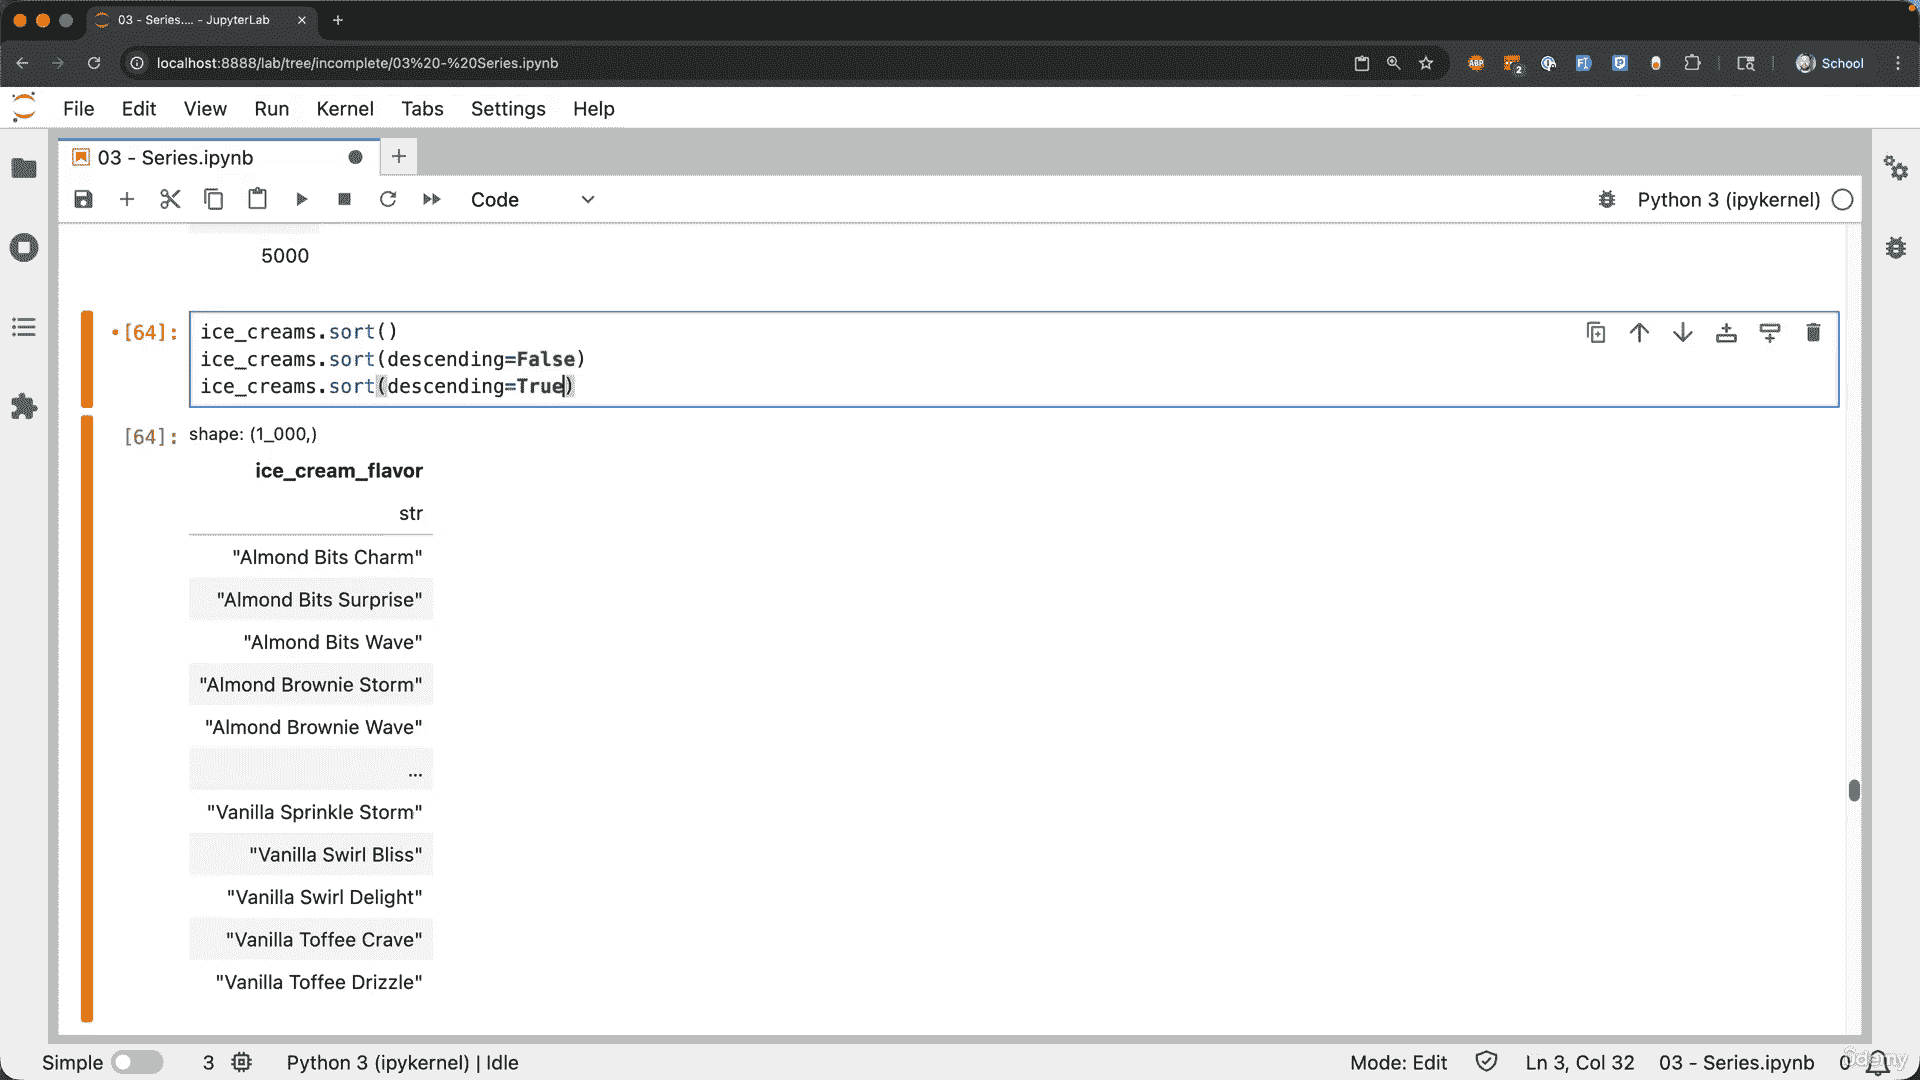 03 - Series.... - JupyterLab
localhost:8888/lab/tree/incomplete/03%20-%20Series.ipynb
ABP
2
School
File Edit View Run Kernel Tabs Settings Help
03 - Series.ipynb
Code
Python 3 (ipykernel)
5000
[64]:
ice_creams.sort()
ice_creams.sort(descending=False)
ice_creams.sort(descending=True)
[64]:
shape: (1_000,)
ice_cream_flavor
str
"Almond Bits Charm"
"Almond Bits Surprise"
"Almond Bits Wave"
"Almond Brownie Storm"
"Almond Brownie Wave"
...
"Vanilla Sprinkle Storm"
"Vanilla Swirl Bliss"
"Vanilla Swirl Delight"
"Vanilla Toffee Crave"
"Vanilla Toffee Drizzle"
Simple 3 Python 3 (ipykernel) | Idle Mode: Edit Ln 3, Col 32 03 - Series.ipynb 0
udemy